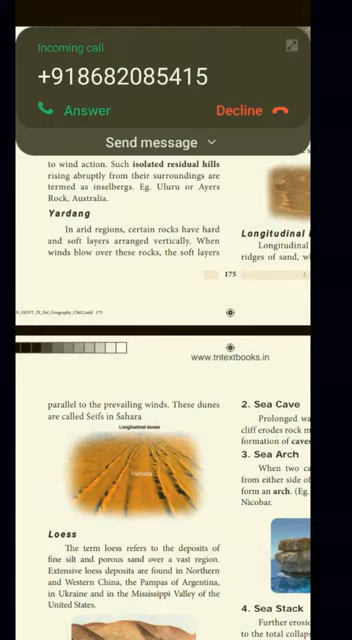 Incoming call
+918682085415
Answer
Decline
Send message
to wind action. Such isolated residual hills
rising abruptly from their surroundings are
termed as inselbergs. Eg. Uluru or Ayers
Rock, Australia.
Yardang
In arid regions, certain rocks have hard
and soft layers arranged vertically. When
winds blow over these rocks, the soft layers
Longitudinal
Longitudinal
ridges of sand,
175
www.tntextbooks.in
parallel to the prevailing winds. These dunes
are called Seifs in Sahara
Longitudinal dunes
Hamada
Loess
The term loess refers to the deposits of
fine silt and porous sand over a vast region.
Extensive loess deposits are found in Northern
and Western China, the Pampas of Argentina,
in Ukraine and in the Mississippi Valley of the
United States.
2. Sea Cave
Prolonged wa
cliff erodes rock m
formation of caves
3. Sea Arch
When two ca
from either side of
form an arch. (Eg.
Nicobar.
4. Sea Stack
Further erosio
to the total collap